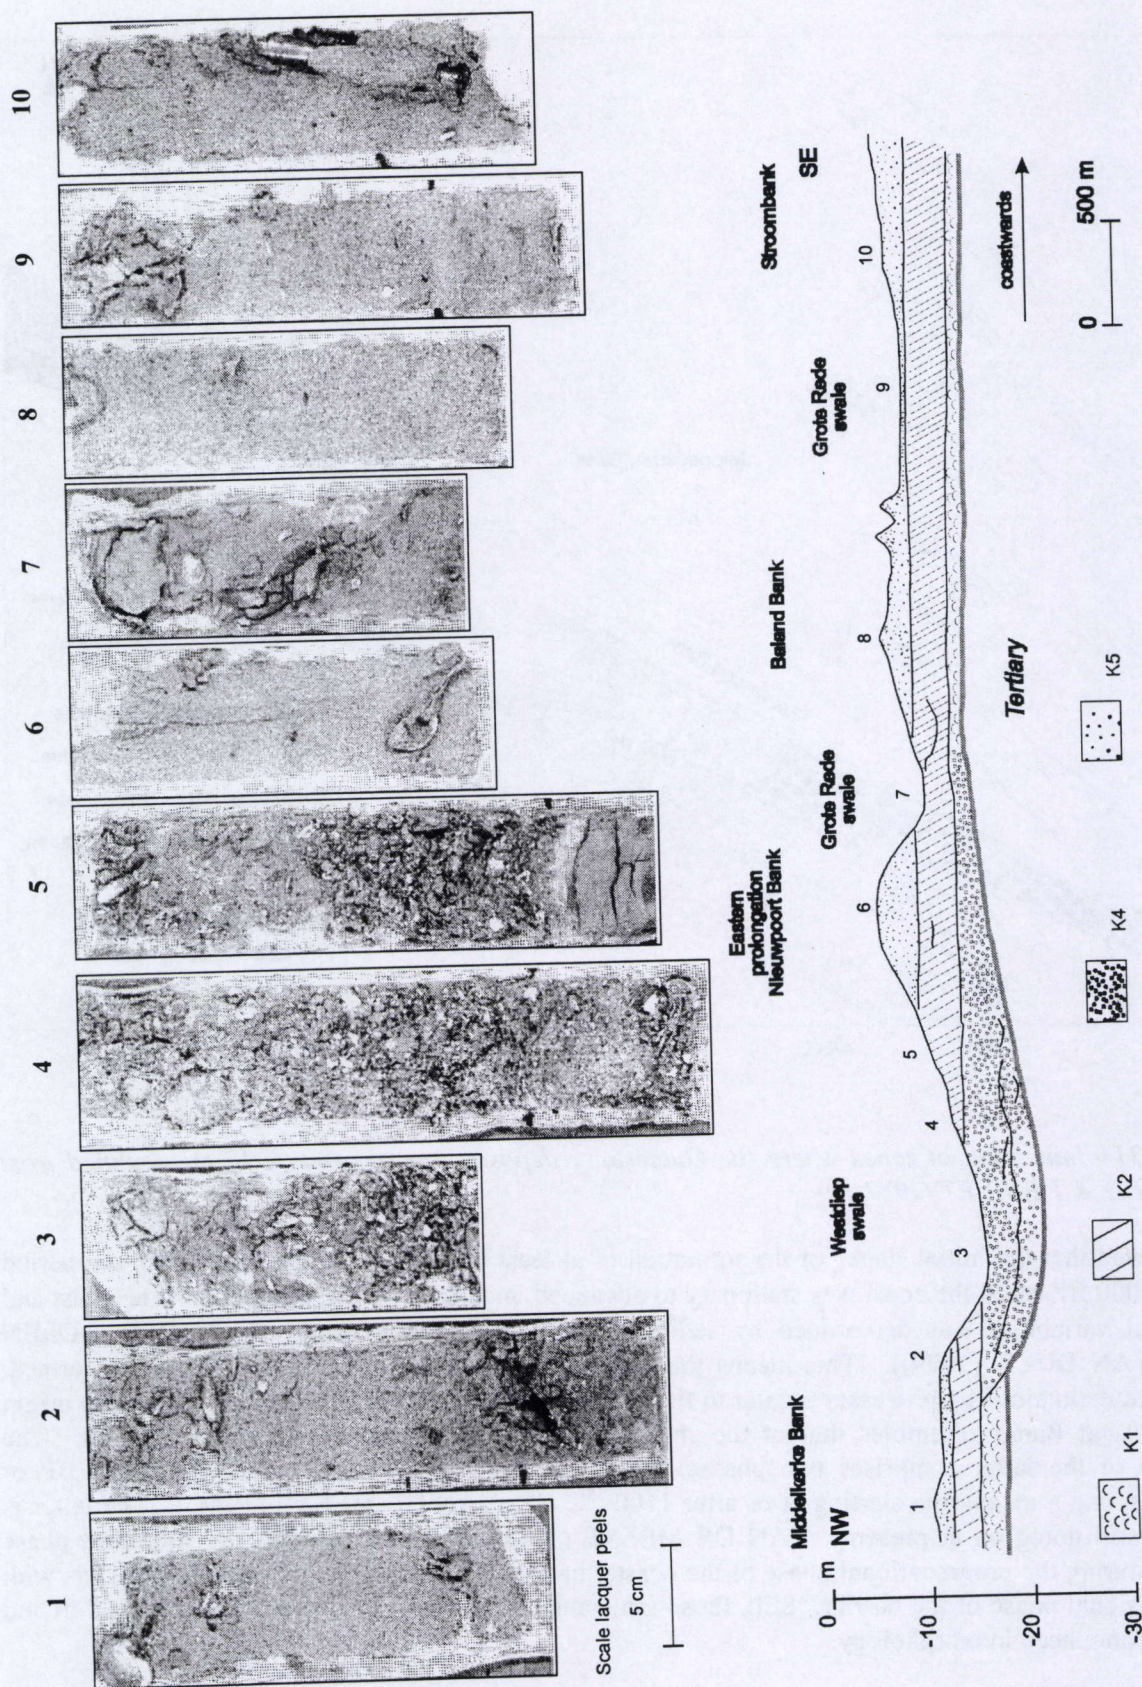 1 2 3 4 5 6 7 8 9 10
Scale lacquer peels
5 cm
Middelkerke Bank
Westdiep
swale
Eastern
prolongation
Nieuwpoort Bank
Grote Rede
swale
Baland Bank
Grote Rede
swale
Stroombank
NW
SE
m
0
-10
-20
-30
1 2 3 4 5 6 7 8 9 10
Tertiary
coastwards
0 500 m
K1 K2 K4 K5